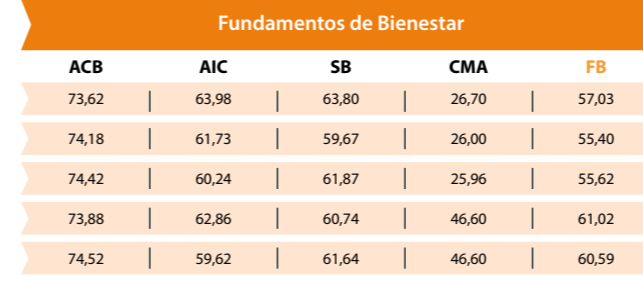 Fundamentos de Bienestar
ACB AIC SB CMA FB
73,62 | 63,98 | 63,80 | 26,70 | 57,03
74,18 | 61,73 | 59,67 | 26,00 | 55,40
74,42 | 60,24 | 61,87 | 25,96 | 55,62
73,88 | 62,86 | 60,74 | 46,60 | 61,02
74,52 | 59,62 | 61,64 | 46,60 | 60,59